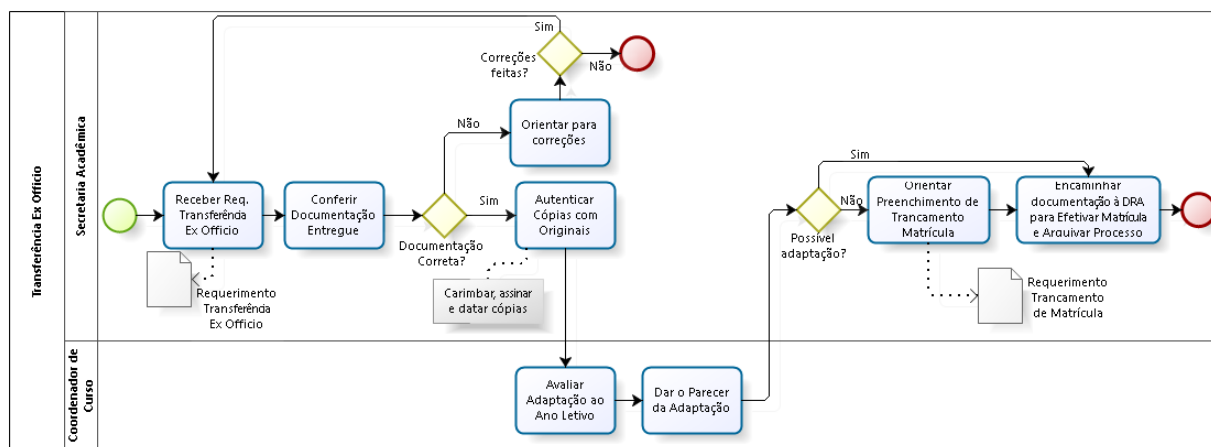 Transferência Ex Officio
Secretaria Acadêmica
Coordenador de
Curso
Sim
Correções
feitas?
Não
Não
Orientar para
correções
Receber Req.
Transferência
Ex Officio
Conferir
Documentação
Entregue
Sim
Documentação
Correta?
Autenticar
Cópias com
Originais
Carimbar, assinar
e datar cópias
Requerimento
Transferência
Ex Officio
Avaliar
Adaptação ao
Ano Letivo
Dar o Parecer
da Adaptação
Sim
Não
Possível
adaptação?
Orientar
Preenchimento de
Trancamento
Matrícula
Encaminhar
documentação à DRA
para Efetivar Matrícula
e Arquivar Processo
Requerimento
Trancamento
de Matrícula